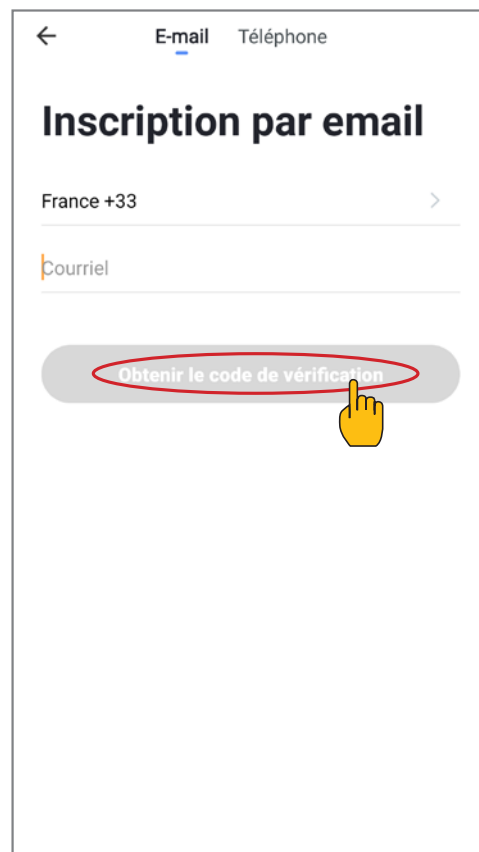 E-mail Téléphone
Inscription par email
France +33
Courriel
Obtenir le code de vérification